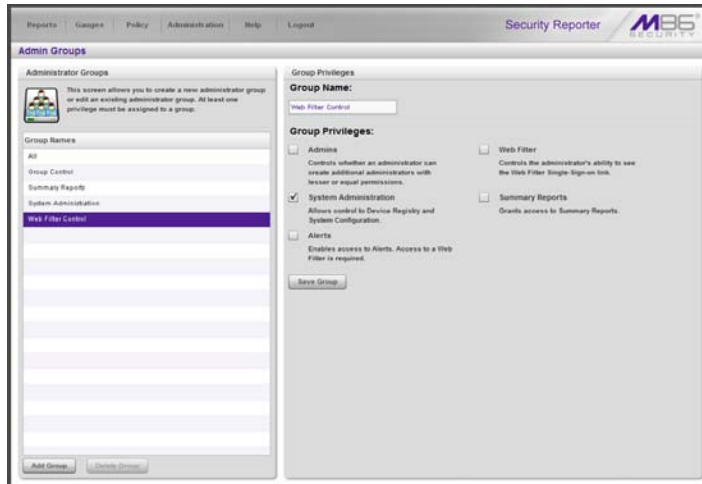 Reports Gauges Policy Administration Help Logout
Security Reporter
M86
SECURITY
Admin Groups
Administrator Groups
This screen allows you to create a new administrator group
or edit an existing administrator group. At least one
privilege must be assigned to a group.
Group Names
All
Group Control
Summary Reports
System Administration
Web Filter Control
Add Group
Delete Group
Group Privileges
Group Name:
Web Filter Control
Group Privileges:
Admins
Controls whether an administrator can
create additional administrators with
lesser or equal permissions.
Web Filter
Controls the administrator's ability to see
the Web Filter Single-Sign-on link.
System Administration
Allows control to Device Registry and
System Configuration.
Summary Reports
Grants access to Summary Reports.
Alerts
Enables access to Alerts. Access to a Web
Filter is required.
Save Group